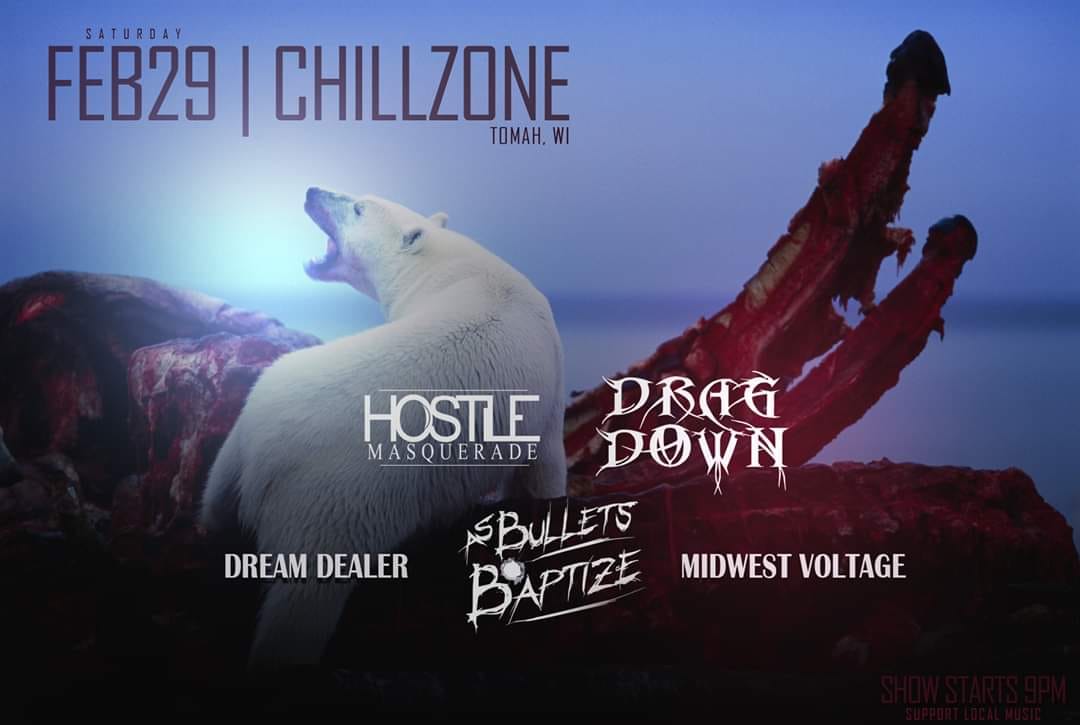 SATURDAY
FEB29 | CHILLZONE
TOMAH, WI
HOSTILE
MASQUERADE
DRAG
DOWN
AS BULLETS
BAPTIZE
DREAM DEALER
MIDWEST VOLTAGE
SHOW STARTS 9PM
SUPPORT LOCAL MUSIC